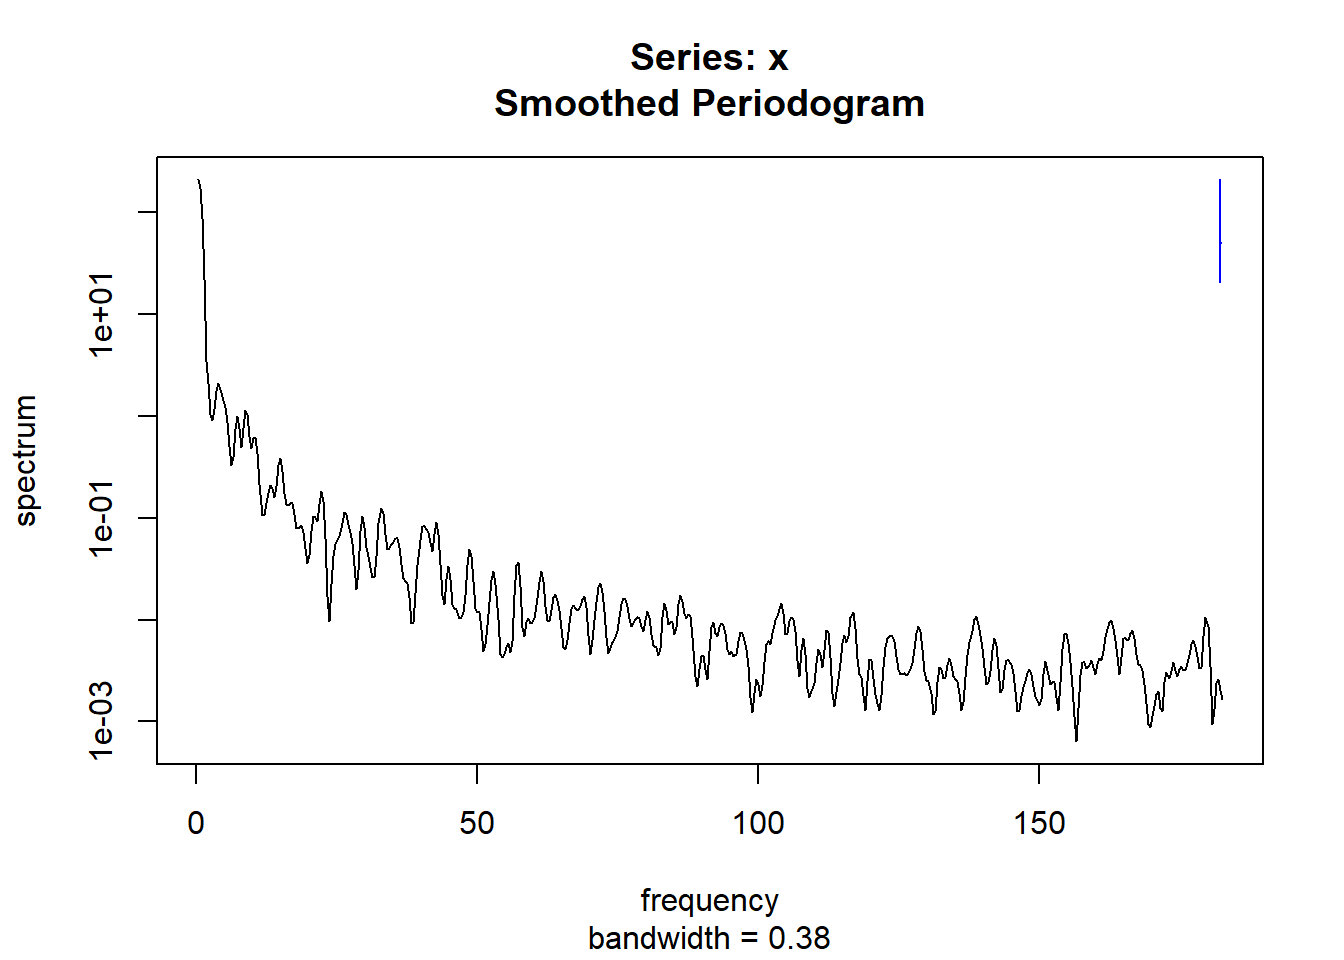 Series: x
Smoothed Periodogram
spectrum
1e+01
1e-01
1e-03
0 50 100 150
frequency
bandwidth = 0.38